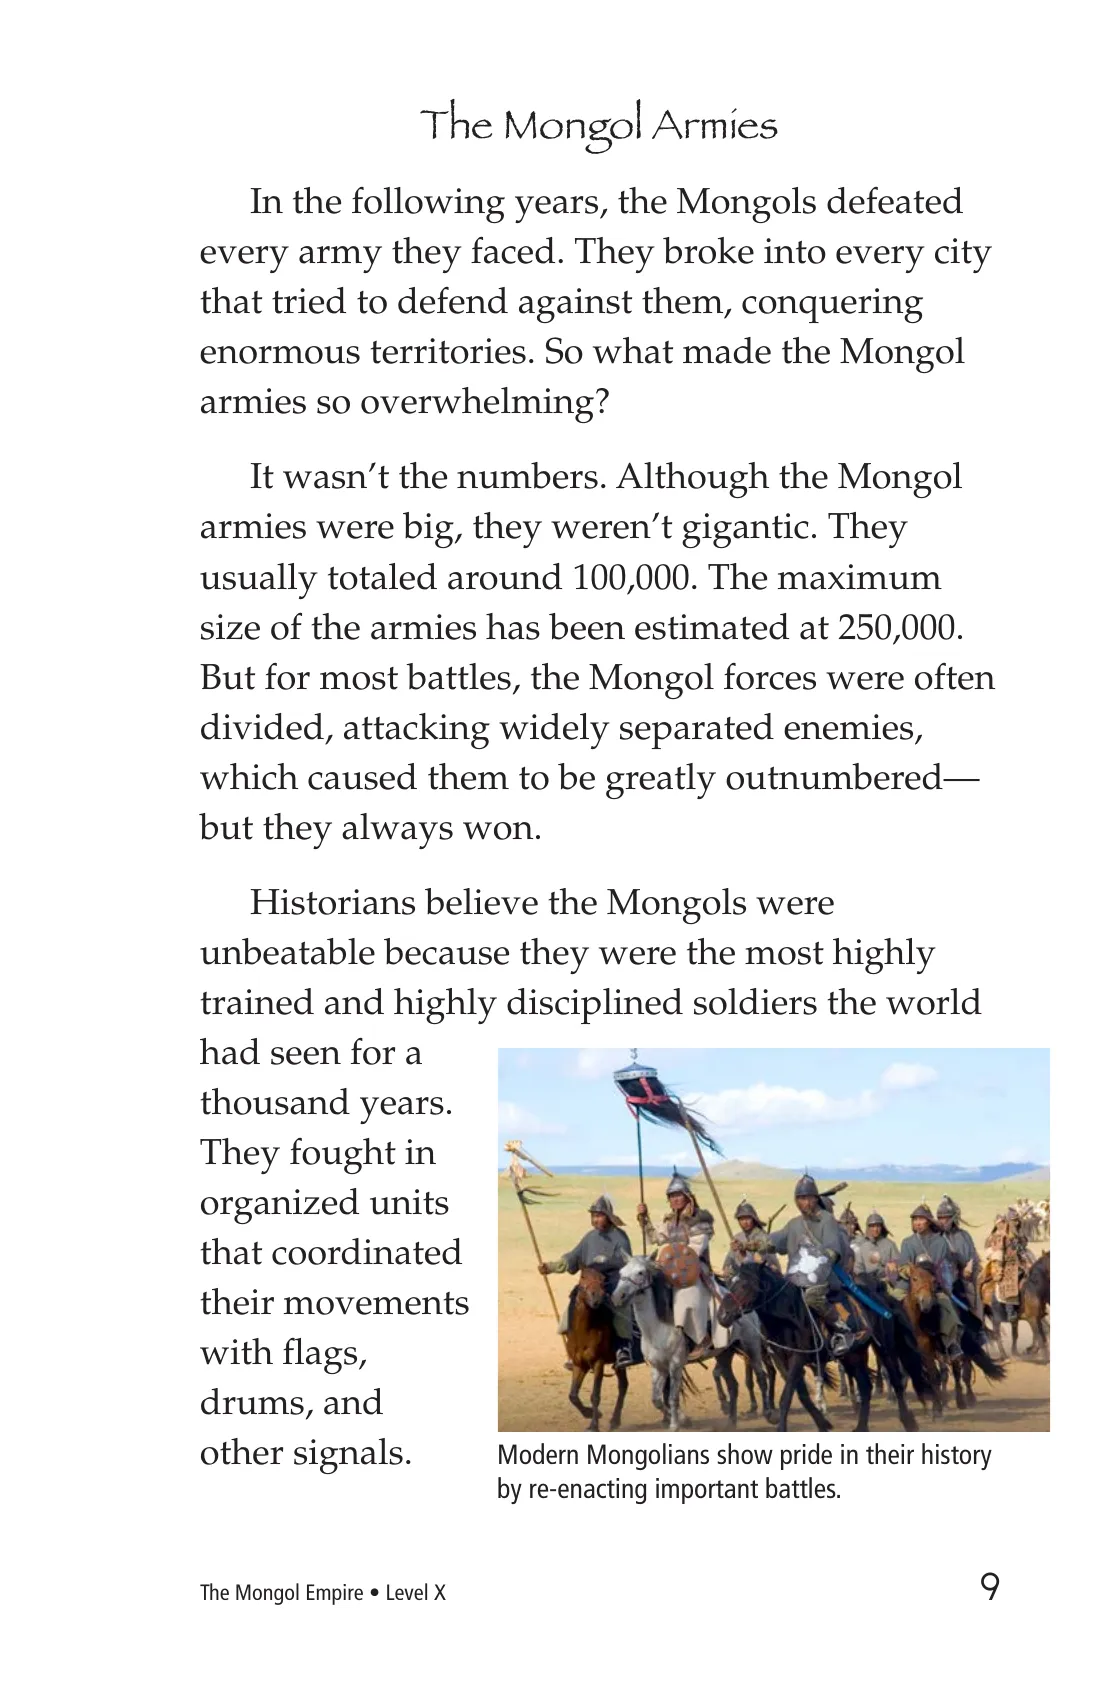 The Mongol Armies
In the following years, the Mongols defeated
every army they faced. They broke into every city
that tried to defend against them, conquering
enormous territories. So what made the Mongol
armies so overwhelming?
It wasn’t the numbers. Although the Mongol
armies were big, they weren’t gigantic. They
usually totaled around 100,000. The maximum
size of the armies has been estimated at 250,000.
But for most battles, the Mongol forces were often
divided, attacking widely separated enemies,
which caused them to be greatly outnumbered—
but they always won.
Historians believe the Mongols were
unbeatable because they were the most highly
trained and highly disciplined soldiers the world
had seen for a
thousand years.
They fought in
organized units
that coordinated
their movements
with flags,
drums, and
other signals.
Modern Mongolians show pride in their history
by re-enacting important battles.
The Mongol Empire • Level X
9